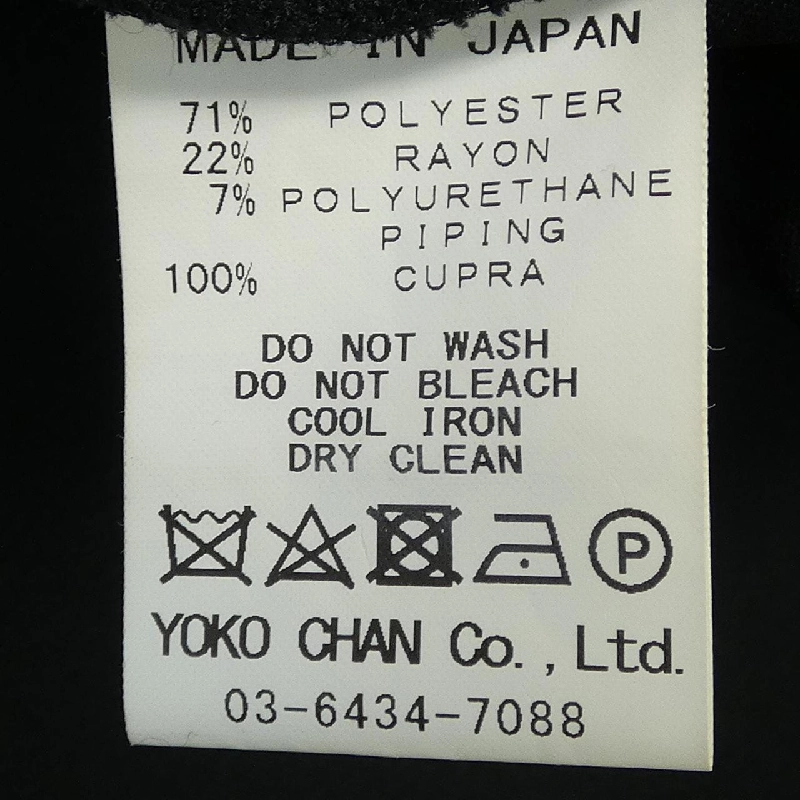 MADE IN JAPAN
71% POLYESTER
22% RAYON
7% POLYURETHANE
PIPING
100% CUPRA
DO NOT WASH
DO NOT BLEACH
COOL IRON
DRY CLEAN
P
YOKO CHAN Co., Ltd.
03-6434-7088